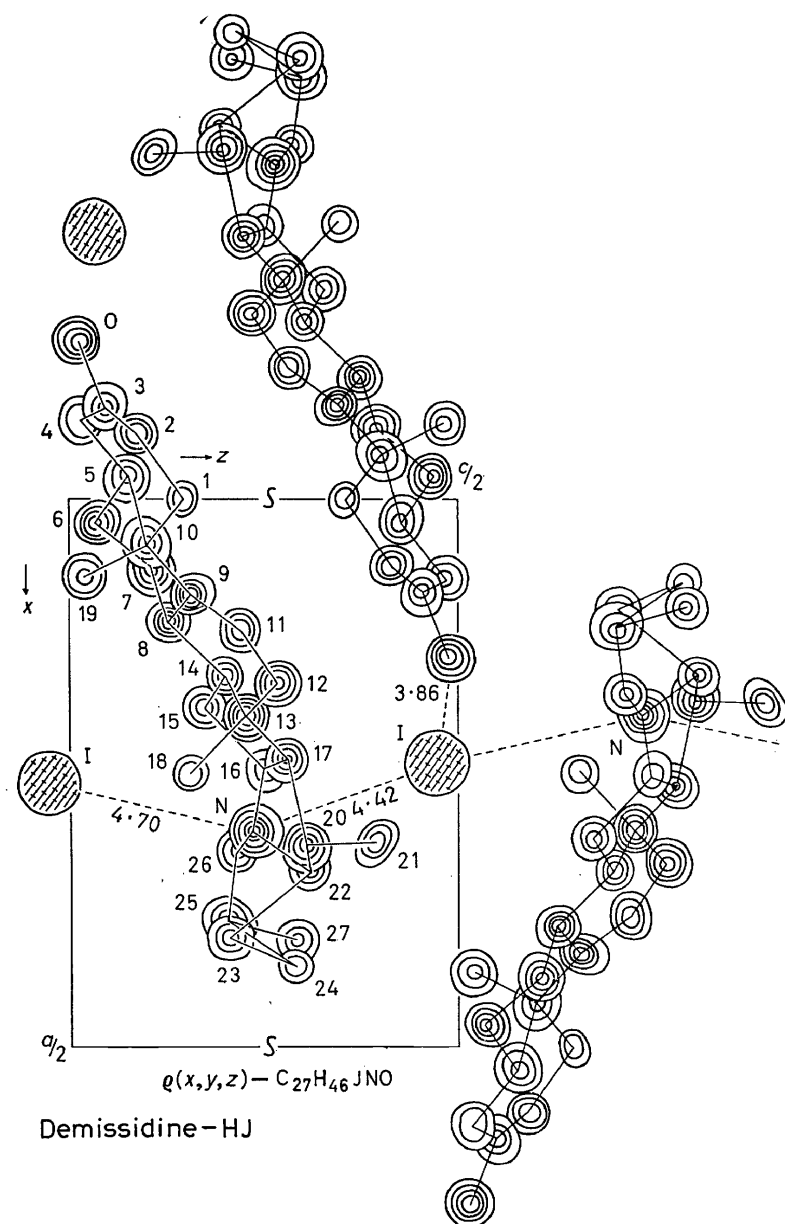 O
3
4
2
→ z
1
S
c/2
5
6
10
19
7
9
↓
x
8
11
14
12
3·86
15
13
I
I
18
16
17
N
N
4·70
4·42
20
21
26
22
25
27
23
24
a/2
S
ϱ(x,y,z)– C₂₇H₄₆JNO
Demissidine–HJ